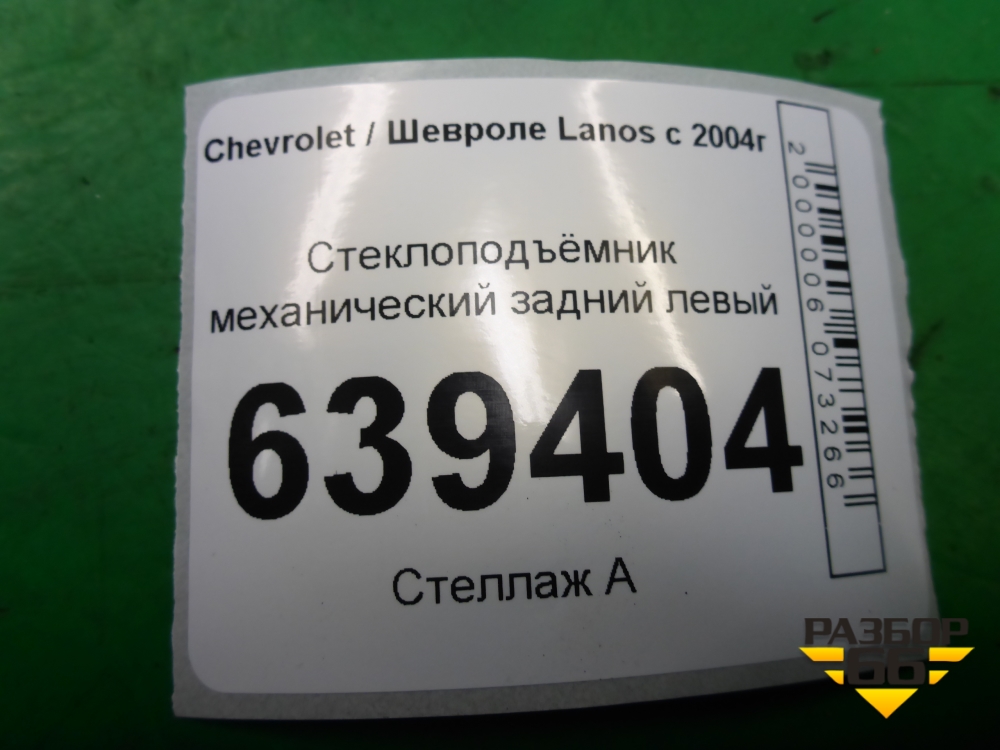 Chevrolet / Шевроле Lanos с 2004г
Стеклоподъёмник
механический задний левый
639404
Стеллаж А
2000006073266
РАЗБОР
66